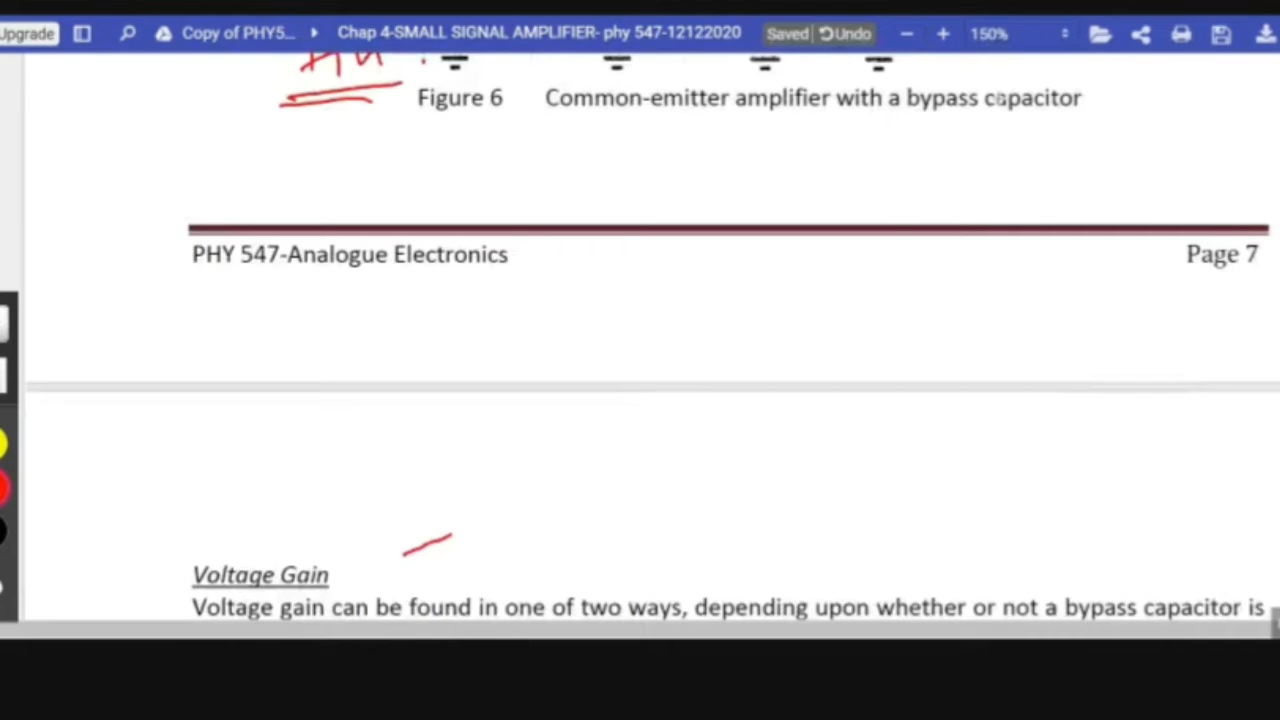 Upgrade Copy of PHY5... Chap 4-SMALL SIGNAL AMPLIFIER- phy 547-12122020 Saved Undo 150%
Figure 6 Common-emitter amplifier with a bypass capacitor
PHY 547-Analogue Electronics Page 7
Voltage Gain
Voltage gain can be found in one of two ways, depending upon whether or not a bypass capacitor is